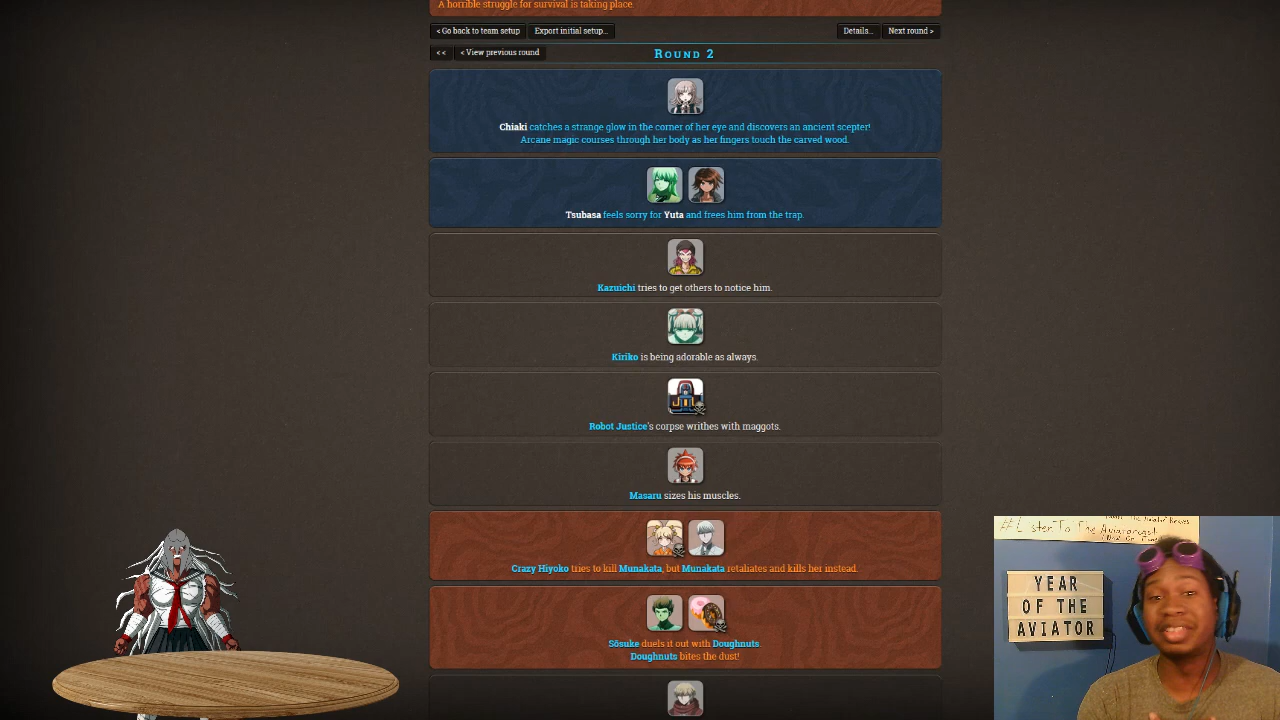 A horrible struggle for survival is taking place.
< Go back to team setup
Export initial setup...
Details...
Next round >
<<
< View previous round
ROUND 2
Chiaki catches a strange glow in the corner of her eye and discovers an ancient scepter!
Arcane magic courses through her body as her fingers touch the carved wood.
Tsubasa feels sorry for Yuta and frees him from the trap.
Kazuichi tries to get others to notice him.
Kiriko is being adorable as always.
Robot Justice's corpse writhes with maggots.
Masaru sizes his muscles.
Crazy Hiyoko tries to kill Munakata, but Munakata retaliates and kills her instead.
Sōsuke duels it out with Doughnuts.
Doughnuts bites the dust!
YEAR
OF THE
AVIATOR